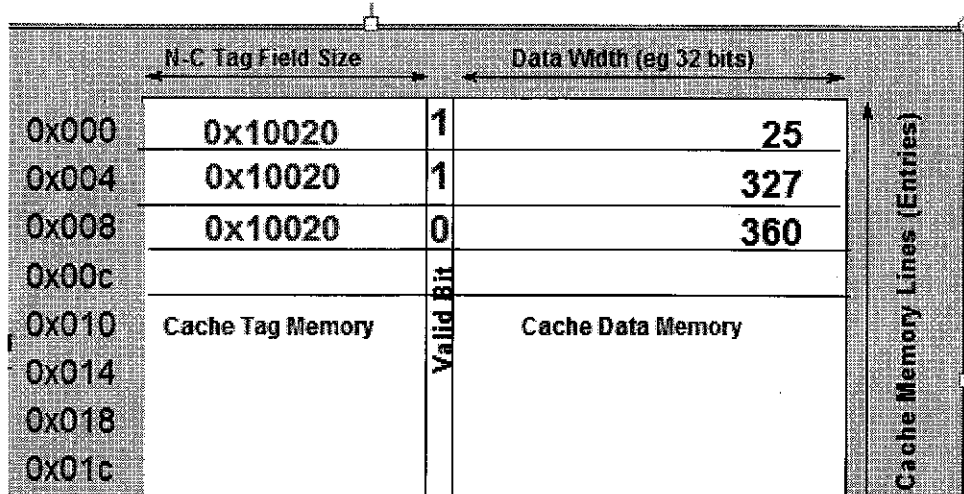 N-C Tag Field Size Data Width (eg 32 bits)
0x000 0x10020 1 25
0x004 0x10020 1 327
0x008 0x10020 0 360
0x00c
0x010 Cache Tag Memory Valid Bit Cache Data Memory
0x014
0x018
0x01c
Cache Memory Lines (Entries)